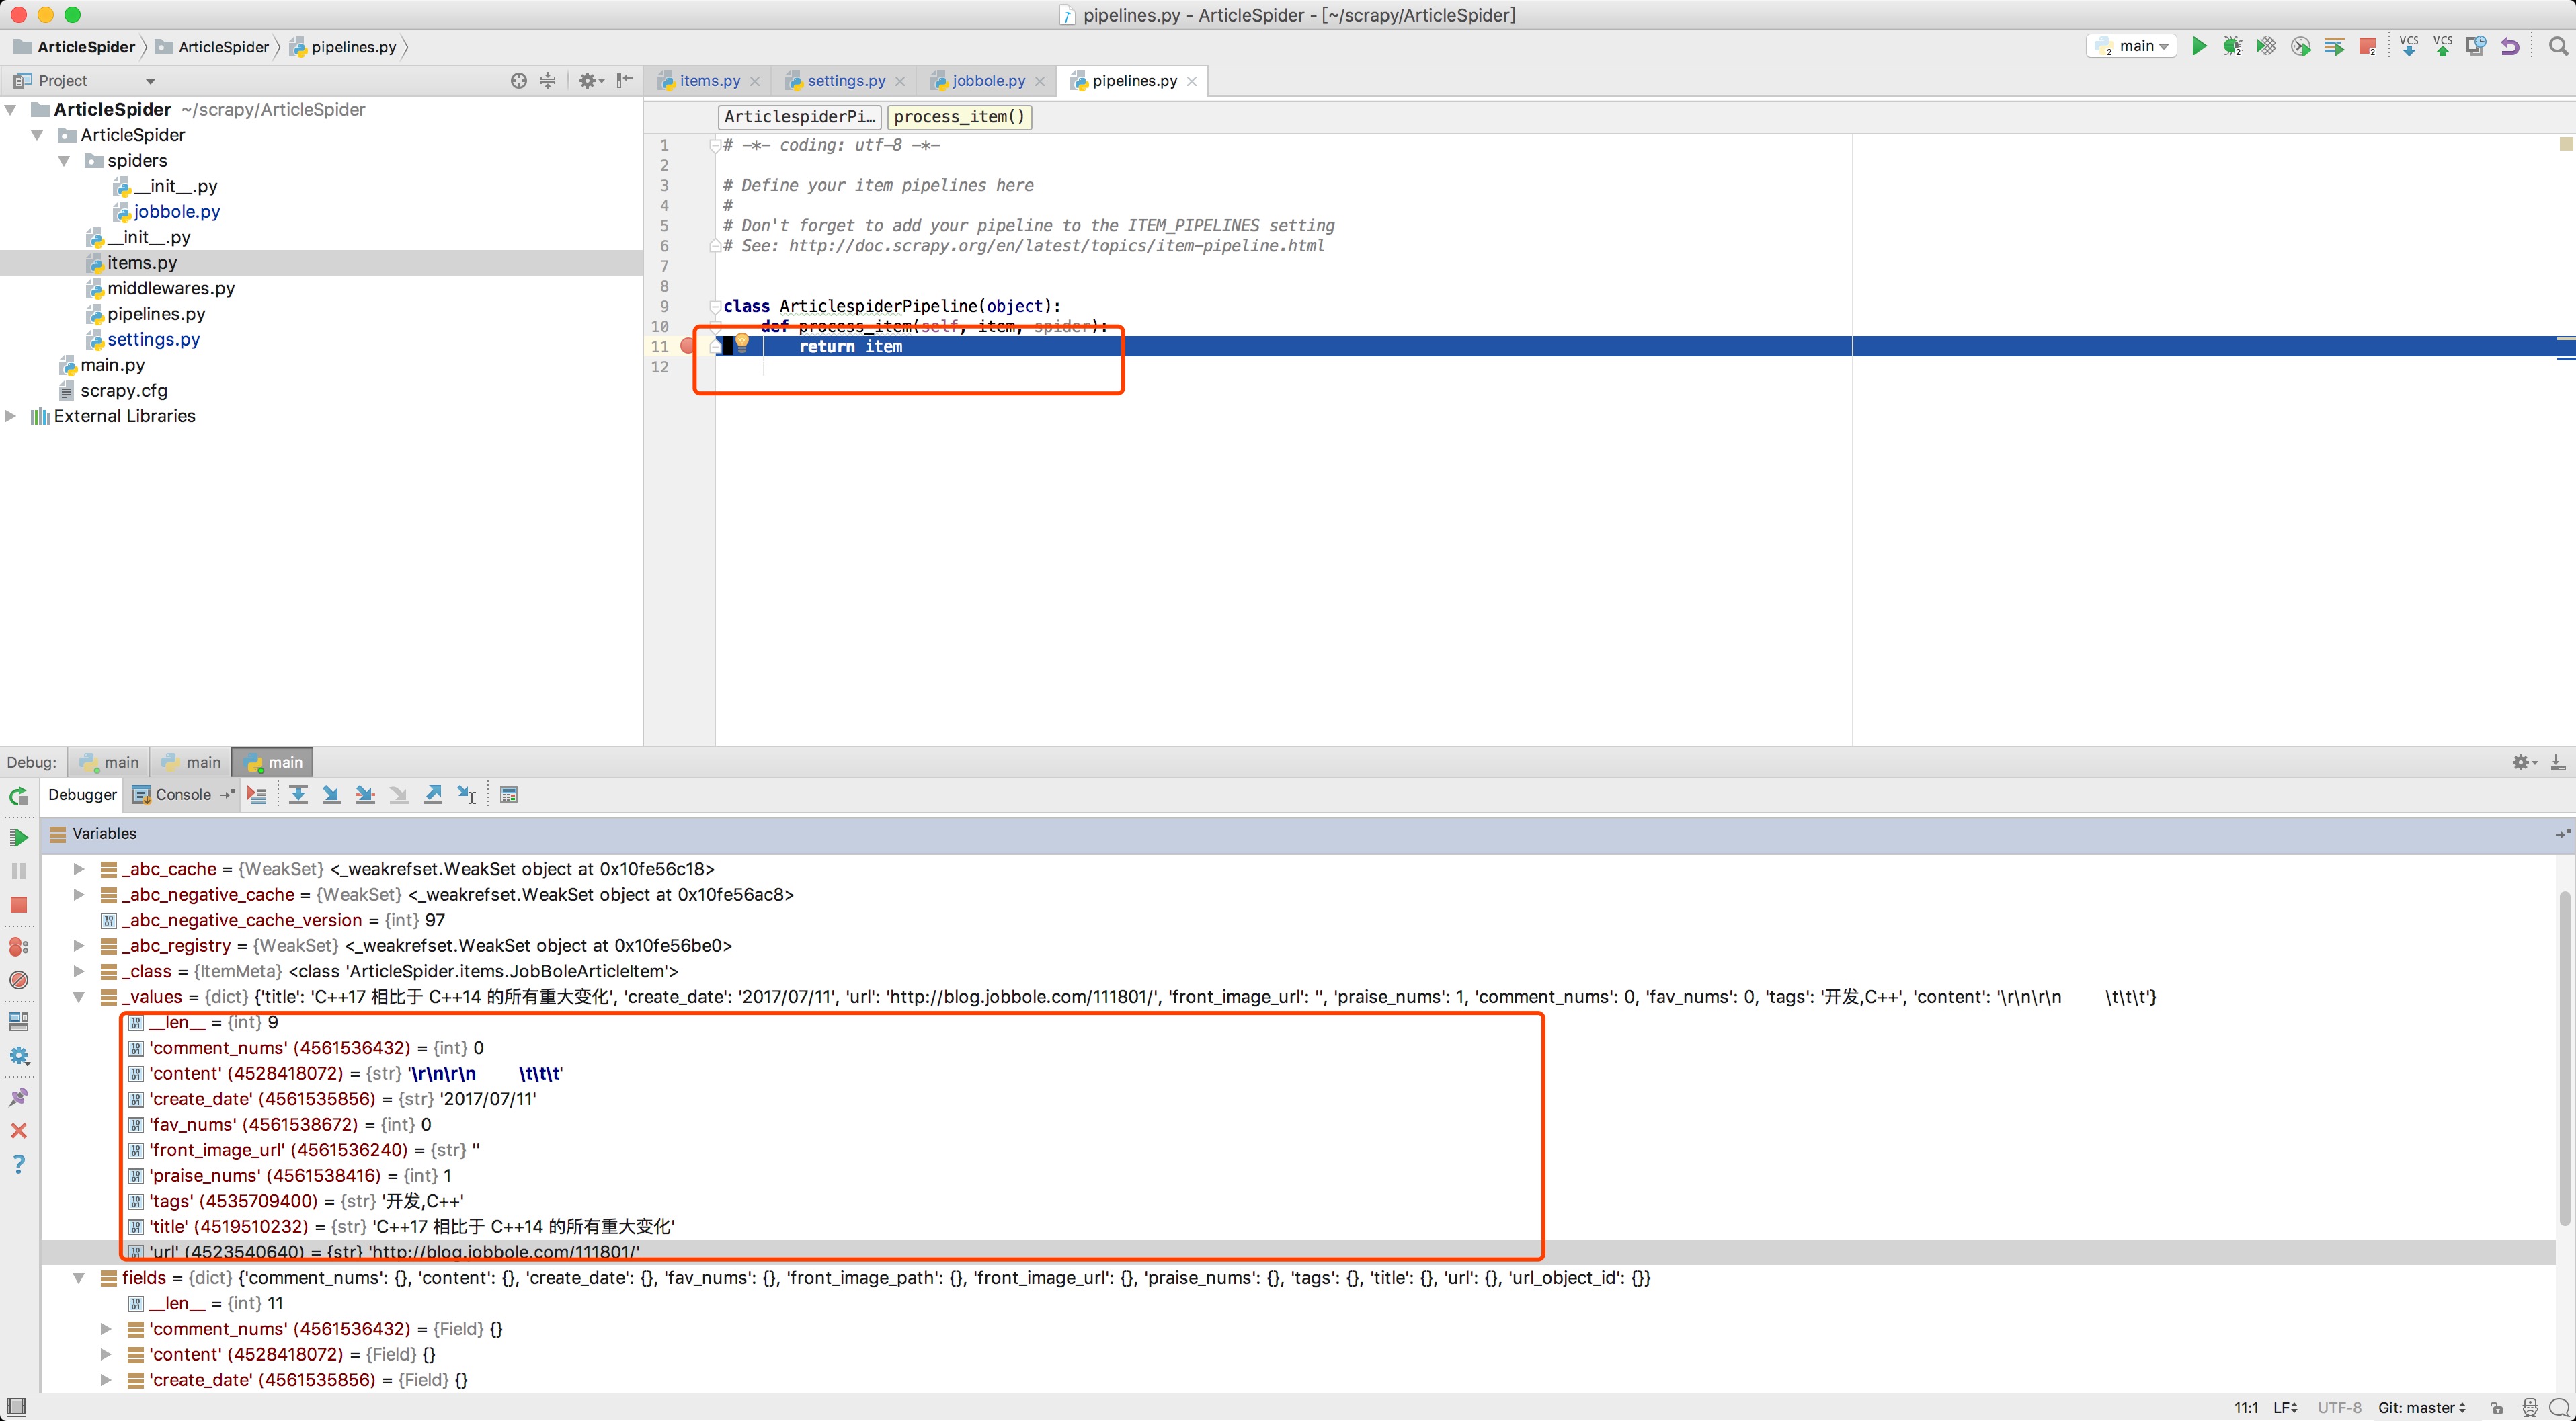 pipelines.py - ArticleSpider - [~/scrapy/ArticleSpider]
ArticleSpider ArticleSpider pipelines.py
main
VCS VCS
Project
items.py settings.py jobbole.py pipelines.py
ArticleSpider ~/scrapy/ArticleSpider
ArticleSpider
spiders
__init__.py
jobbole.py
__init__.py
items.py
middlewares.py
pipelines.py
settings.py
main.py
scrapy.cfg
External Libraries
ArticlespiderPi... process_item()
1 # -*- coding: utf-8 -*-
2
3 # Define your item pipelines here
4 #
5 # Don't forget to add your pipeline to the ITEM_PIPELINES setting
6 # See: http://doc.scrapy.org/en/latest/topics/item-pipeline.html
7
8
9 class ArticlespiderPipeline(object):
10 def process_item(self, item, spider):
11 return item
12
Debug: main main main
Debugger Console
Variables
_abc_cache = {WeakSet} <_weakrefset.WeakSet object at 0x10fe56c18>
_abc_negative_cache = {WeakSet} <_weakrefset.WeakSet object at 0x10fe56ac8>
_abc_negative_cache_version = {int} 97
_abc_registry = {WeakSet} <_weakrefset.WeakSet object at 0x10fe56be0>
_class = {ItemMeta} <class 'ArticleSpider.items.JobBoleArticleItem'>
_values = {dict} {'title': 'C++17 相比于 C++14 的所有重大变化', 'create_date': '2017/07/11', 'url': 'http://blog.jobbole.com/111801/', 'front_image_url': '', 'praise_nums': 1, 'comment_nums': 0, 'fav_nums': 0, 'tags': '开发,C++', 'content': '\r\n\r\n \t\t\t'}
__len__ = {int} 9
'comment_nums' (4561536432) = {int} 0
'content' (4528418072) = {str} '\r\n\r\n \t\t\t'
'create_date' (4561535856) = {str} '2017/07/11'
'fav_nums' (4561538672) = {int} 0
'front_image_url' (4561536240) = {str} ''
'praise_nums' (4561538416) = {int} 1
'tags' (4535709400) = {str} '开发,C++'
'title' (4519510232) = {str} 'C++17 相比于 C++14 的所有重大变化'
'url' (4523540640) = {str} 'http://blog.jobbole.com/111801/'
fields = {dict} {'comment_nums': {}, 'content': {}, 'create_date': {}, 'fav_nums': {}, 'front_image_path': {}, 'front_image_url': {}, 'praise_nums': {}, 'tags': {}, 'title': {}, 'url': {}, 'url_object_id': {}}
__len__ = {int} 11
'comment_nums' (4561536432) = {Field} {}
'content' (4528418072) = {Field} {}
'create_date' (4561535856) = {Field} {}
11:1 LF UTF-8 Git: master